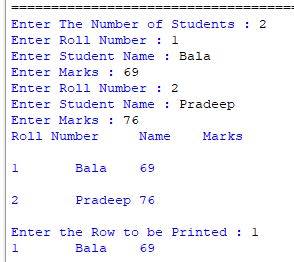 Enter The Number of Students : 2
Enter Roll Number : 1
Enter Student Name : Bala
Enter Marks : 69
Enter Roll Number : 2
Enter Student Name : Pradeep
Enter Marks : 76
Roll Number     Name    Marks
1       Bala    69
2       Pradeep 76
Enter the Row to be Printed : 1
1       Bala    69